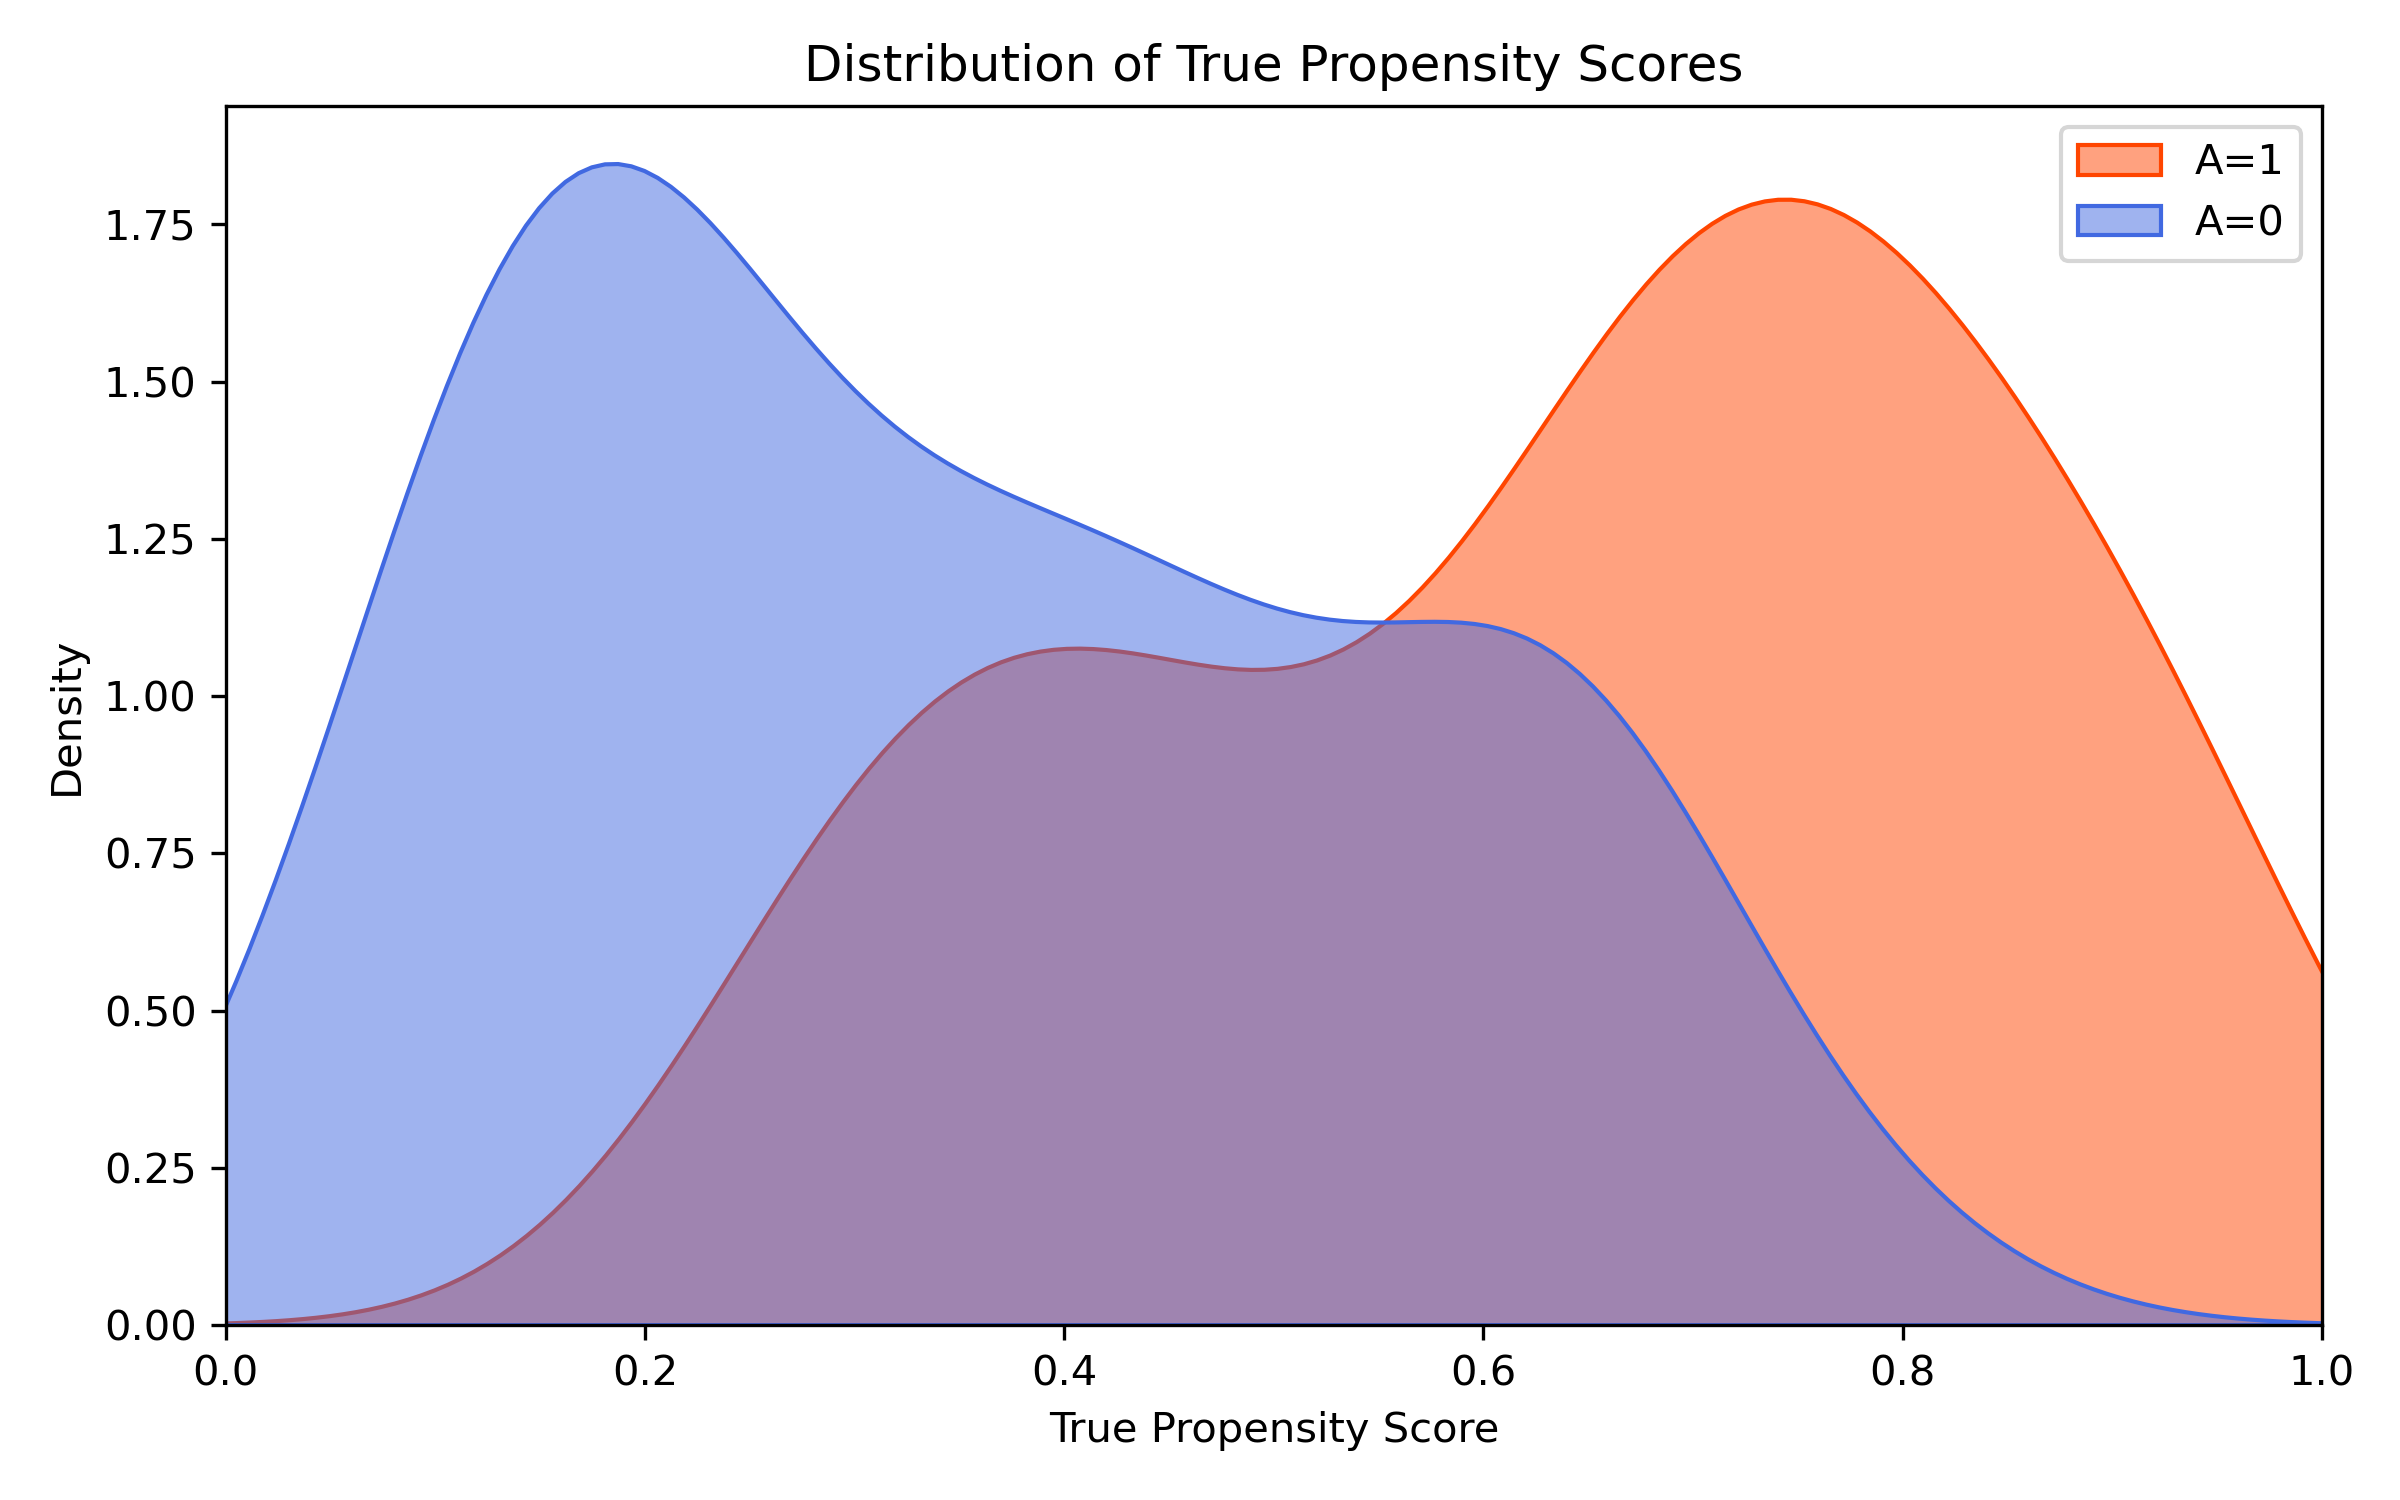 Distribution of True Propensity Scores
A=1
A=0
Density
1.75
1.50
1.25
1.00
0.75
0.50
0.25
0.00
0.0 0.2 0.4 0.6 0.8 1.0
True Propensity Score